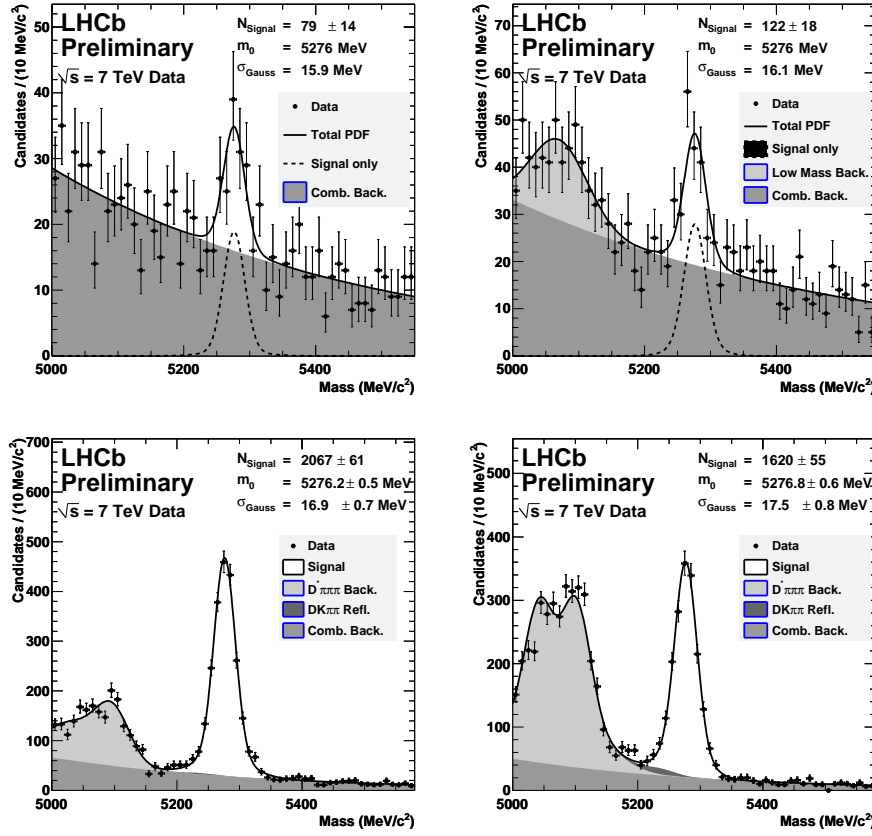 LHCb
Preliminary
√s = 7 TeV Data
N_Signal = 79 ± 14
m_0 = 5276 MeV
σ_Gauss = 15.9 MeV
Data
Total PDF
Signal only
Comb. Back.
Candidates / (10 MeV/c²)
50
40
30
20
10
0
5000 5200 5400
Mass (MeV/c²)
LHCb
Preliminary
√s = 7 TeV Data
N_Signal = 122 ± 18
m_0 = 5276 MeV
σ_Gauss = 16.1 MeV
Data
Total PDF
Signal only
Low Mass Back.
Comb. Back.
Candidates / (10 MeV/c²)
70
60
50
40
30
20
10
0
5000 5200 5400
Mass (MeV/c²)
LHCb
Preliminary
√s = 7 TeV Data
N_Signal = 2067 ± 61
m_0 = 5276.2 ± 0.5 MeV
σ_Gauss = 16.9 ± 0.7 MeV
Data
Signal
D*πππ Back.
DKππ Refl.
Comb. Back.
Candidates / (10 MeV/c²)
700
600
500
400
300
200
100
0
5000 5200 5400
Mass (MeV/c²)
LHCb
Preliminary
√s = 7 TeV Data
N_Signal = 1620 ± 55
m_0 = 5276.8 ± 0.6 MeV
σ_Gauss = 17.5 ± 0.8 MeV
Data
Signal
D*πππ Back.
DKππ Refl.
Comb. Back.
Candidates / (10 MeV/c²)
500
400
300
200
100
0
5000 5200 5400
Mass (MeV/c²)